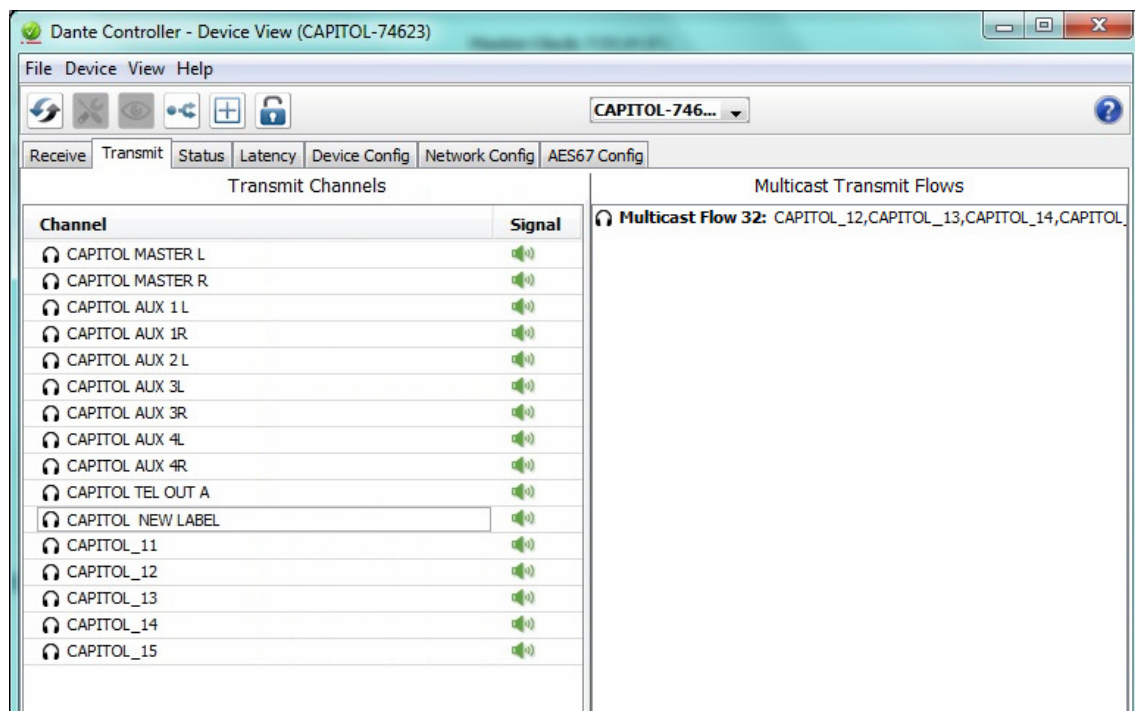 Dante Controller - Device View (CAPITOL-74623)
File Device View Help
CAPITOL-746...
?
Receive Transmit Status Latency Device Config Network Config AES67 Config
Transmit Channels
Multicast Transmit Flows
Channel Signal
Multicast Flow 32: CAPITOL_12,CAPITOL_13,CAPITOL_14,CAPITOL_
CAPITOL MASTER L
CAPITOL MASTER R
CAPITOL AUX 1 L
CAPITOL AUX 1R
CAPITOL AUX 2 L
CAPITOL AUX 3L
CAPITOL AUX 3R
CAPITOL AUX 4L
CAPITOL AUX 4R
CAPITOL TEL OUT A
CAPITOL  NEW LABEL
CAPITOL_11
CAPITOL_12
CAPITOL_13
CAPITOL_14
CAPITOL_15